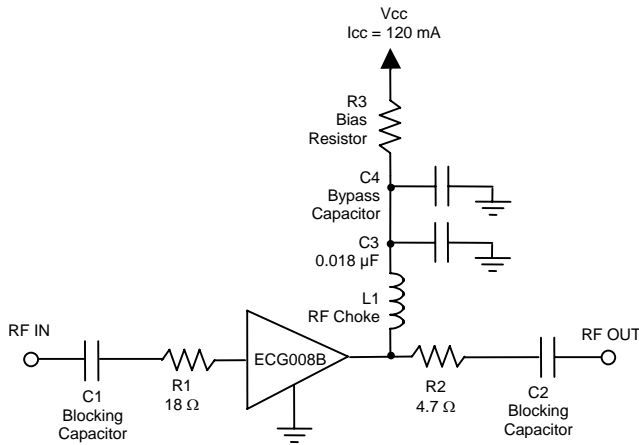 Vcc
Icc = 120 mA
R3
Bias
Resistor
C4
Bypass
Capacitor
C3
0.018 µF
L1
RF Choke
RF IN
RF OUT
ECG008B
C1
Blocking
Capacitor
R1
18 Ω
R2
4.7 Ω
C2
Blocking
Capacitor